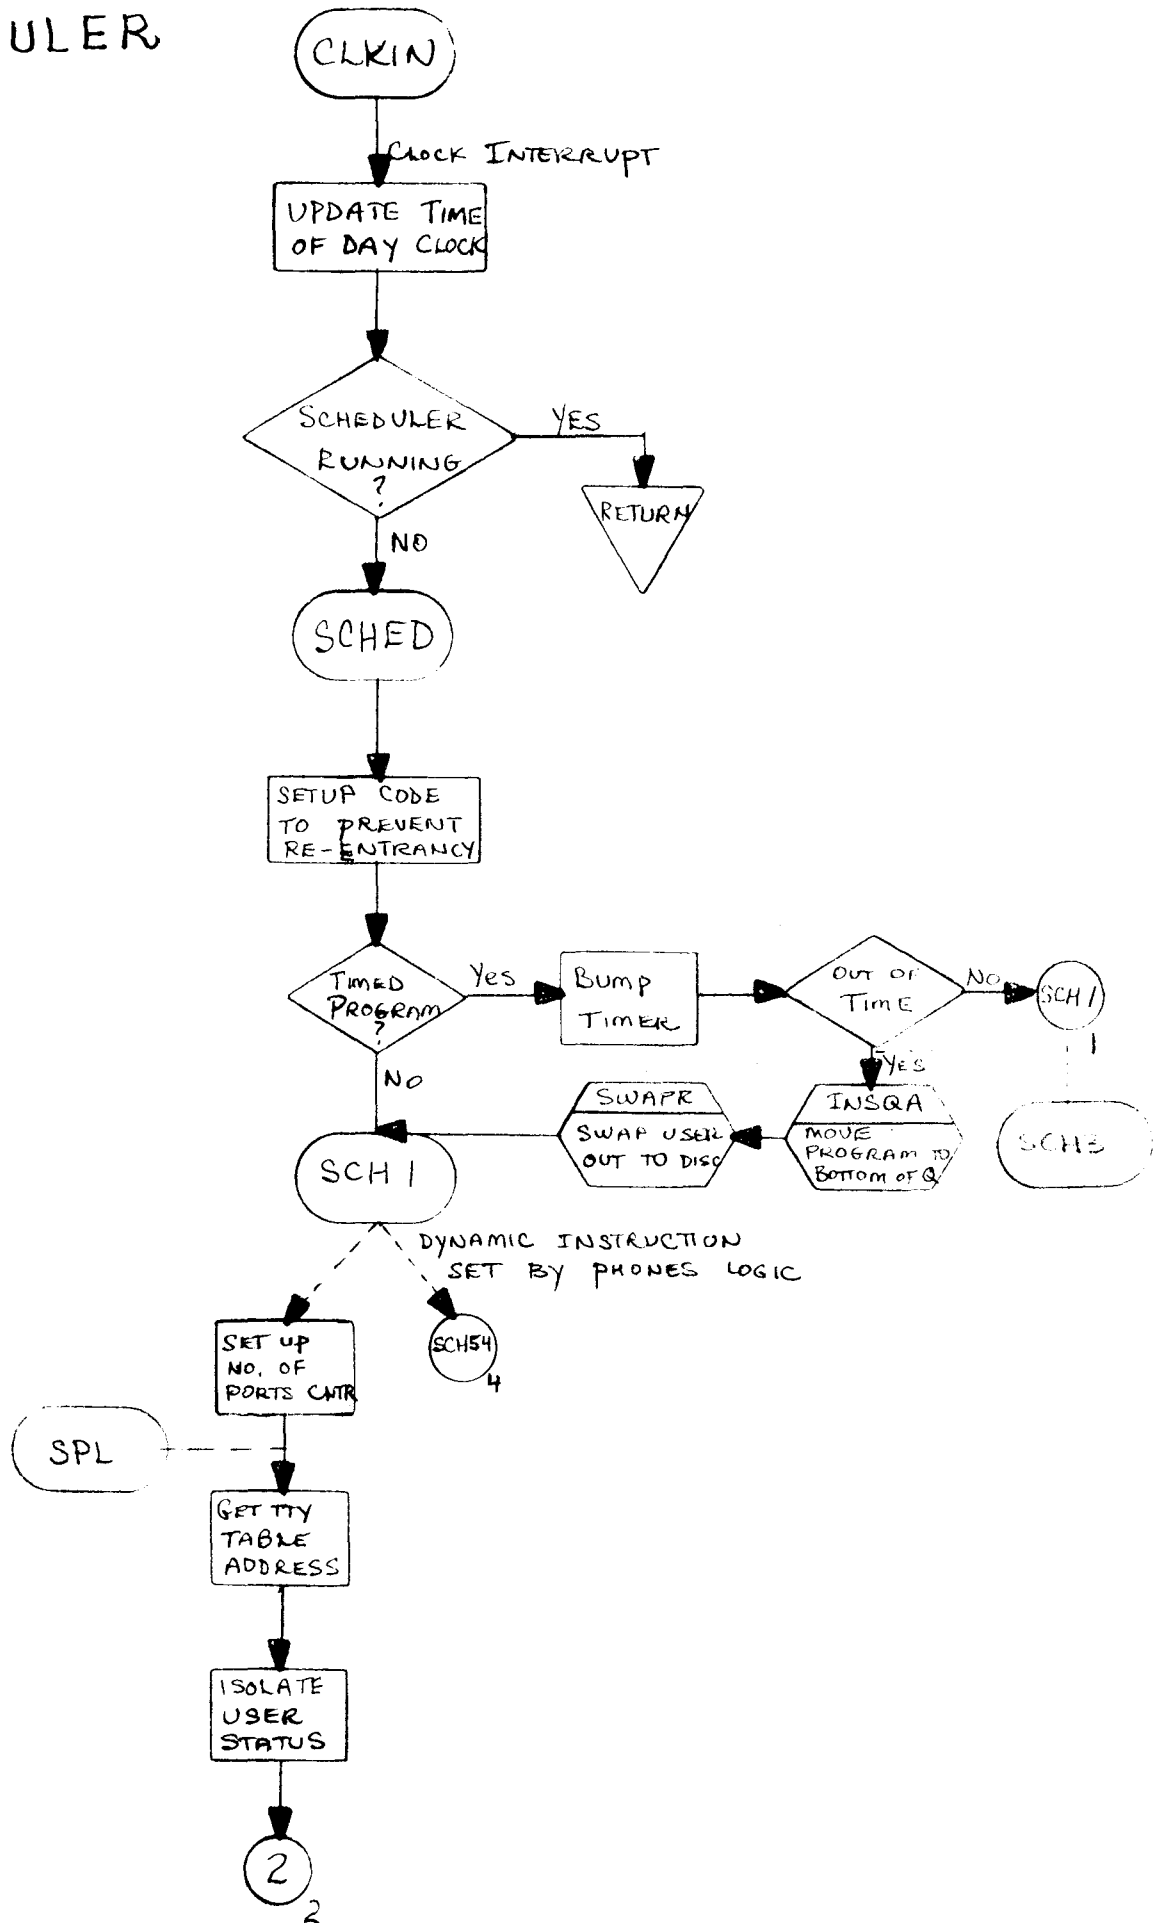 ULER
CLKIN
CLOCK INTERRUPT
UPDATE TIME
OF DAY CLOCK
SCHEDULER
RUNNING
?
YES
RETURN
NO
SCHED
SETUP CODE
TO PREVENT
RE-ENTRANCY
TIMED
PROGRAM
?
Yes
BUMP
TIMER
OUT OF
TIME
NO
SCH1
1
YES
NO
SWAPR
SWAP USER
OUT TO DISC
INSQA
MOVE
PROGRAM TO
BOTTOM OF Q
SCH3
SCH1
DYNAMIC INSTRUCTION
SET BY PHONES LOGIC
SET UP
NO. OF
PORTS CNTR
SCH54
4
SPL
GET TTY
TABLE
ADDRESS
ISOLATE
USER
STATUS
2
2